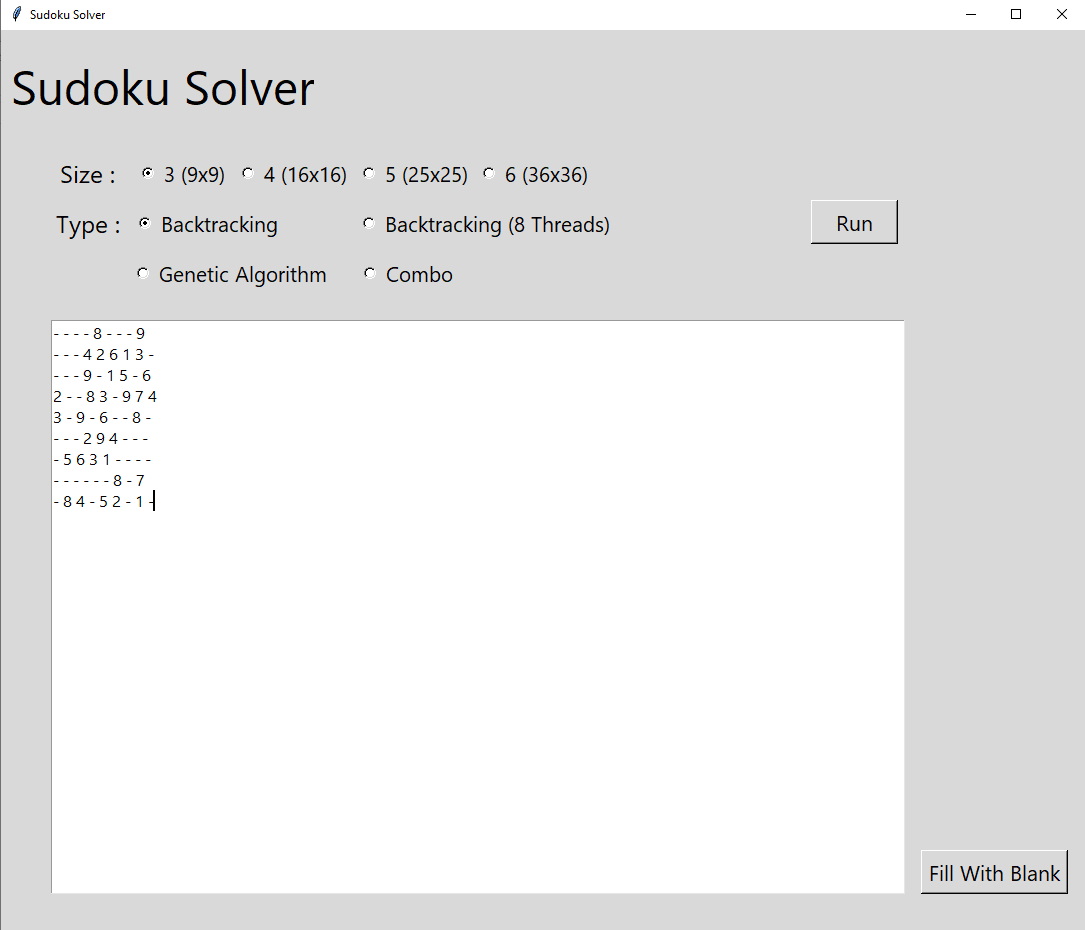 Sudoku Solver
Sudoku Solver
Size : 3 (9x9) 4 (16x16) 5 (25x25) 6 (36x36)
Type : Backtracking Backtracking (8 Threads) Run
Genetic Algorithm Combo
- - - - 8 - - - 9
- - - 4 2 6 1 3 -
- - - 9 - 1 5 - 6
2 - - 8 3 - 9 7 4
3 - 9 - 6 - - 8 -
- - - 2 9 4 - - -
- 5 6 3 1 - - - -
- - - - - - 8 - 7
- 8 4 - 5 2 - 1 -
Fill With Blank